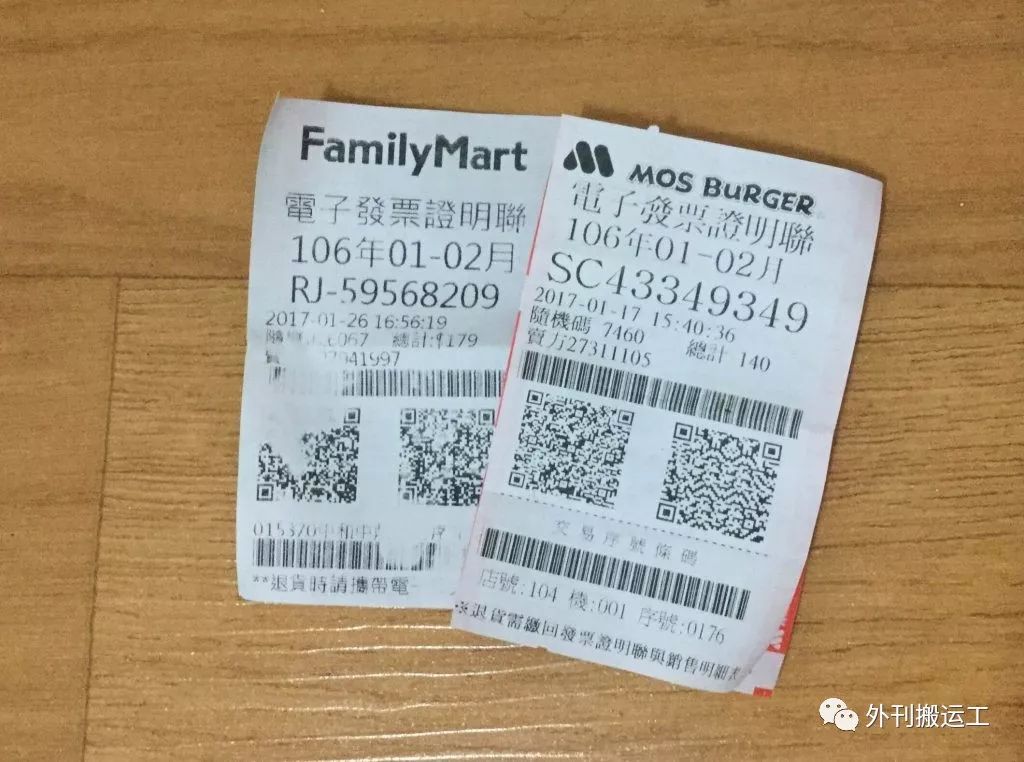 FamilyMart
電子發票證明聯
106年01-02月
RJ-59568209
2017-01-26 16:56:19
總計:$179
**退貨時請攜帶電
MOS BURGER
電子發票證明聯
106年01-02月
SC43349349
2017-01-17 15:40:36
隨機碼 7460 總計 140
賣方27311105
交易序號條碼
店號:104 機:001 序號:0176
※退貨需繳回發票證明聯與銷售明細表
外刊搬运工